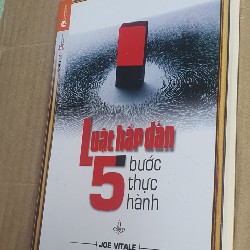 Luật hấp dẫn
5
bước
thực
hành
JOE VITALE